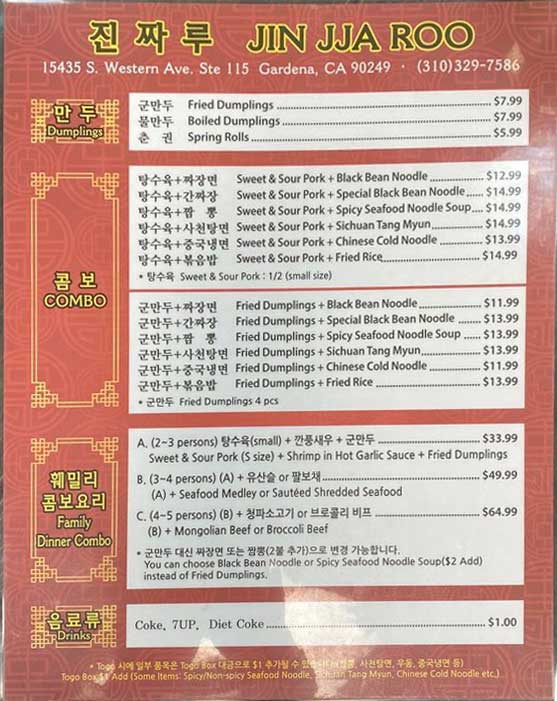 진 짜 루 JIN JJA ROO
15435 S. Western Ave. Ste 115 Gardena, CA 90249 · (310)329-7586
만 두
Dumplings
군만두 Fried Dumplings $7.99
물만두 Boiled Dumplings $7.99
춘 권 Spring Rolls $5.99
콤 보
COMBO
탕수육+짜장면 Sweet & Sour Pork + Black Bean Noodle $12.99
탕수육+간짜장 Sweet & Sour Pork + Special Black Bean Noodle $14.99
탕수육+짬 뽕 Sweet & Sour Pork + Spicy Seafood Noodle Soup $14.99
탕수육+사천탕면 Sweet & Sour Pork + Sichuan Tang Myun $14.99
탕수육+중국냉면 Sweet & Sour Pork + Chinese Cold Noodle $13.99
탕수육+볶음밥 Sweet & Sour Pork + Fried Rice $14.99
* 탕수육 Sweet & Sour Pork : 1/2 (small size)
군만두+짜장면 Fried Dumplings + Black Bean Noodle $11.99
군만두+간짜장 Fried Dumplings + Special Black Bean Noodle $13.99
군만두+짬 뽕 Fried Dumplings + Spicy Seafood Noodle Soup $13.99
군만두+사천탕면 Fried Dumplings + Sichuan Tang Myun $13.99
군만두+중국냉면 Fried Dumplings + Chinese Cold Noodle $11.99
군만두+볶음밥 Fried Dumplings + Fried Rice $13.99
* 군만두 Fried Dumplings 4 pcs
훼밀리
콤보요리
Family
Dinner Combo
A. (2~3 persons) 탕수육(small) + 깐풍새우 + 군만두 $33.99
Sweet & Sour Pork (S size) + Shrimp in Hot Garlic Sauce + Fried Dumplings
B. (3~4 persons) (A) + 유산슬 or 팔보채 $49.99
(A) + Seafood Medley or Sautéed Shredded Seafood
C. (4~5 persons) (B) + 청파소고기 or 브로콜리 비프 $64.99
(B) + Mongolian Beef or Broccoli Beef
* 군만두 대신 짜장면 또는 짬뽕(2불 추가)으로 변경 가능합니다.
You can choose Black Bean Noodle or Spicy Seafood Noodle Soup($2 Add)
instead of Fried Dumplings.
음료류
Drinks
Coke, 7UP, Diet Coke $1.00
* Togo 시에 일부 품목은 Togo Box 대금으로 $1 추가될 수 있습니다(짬뽕, 사천탕면, 우동, 중국냉면 등)
Togo Box $1 Add (Some Items: Spicy/Non-spicy Seafood Noodle, Sichuan Tang Myun, Chinese Cold Noodle etc.)